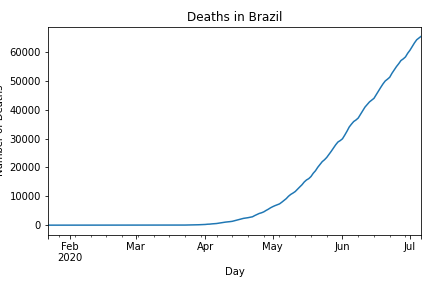 Deaths in Brazil
Number of Deaths
60000
50000
40000
30000
20000
10000
0
Feb
2020
Mar
Apr
May
Jun
Jul
Day